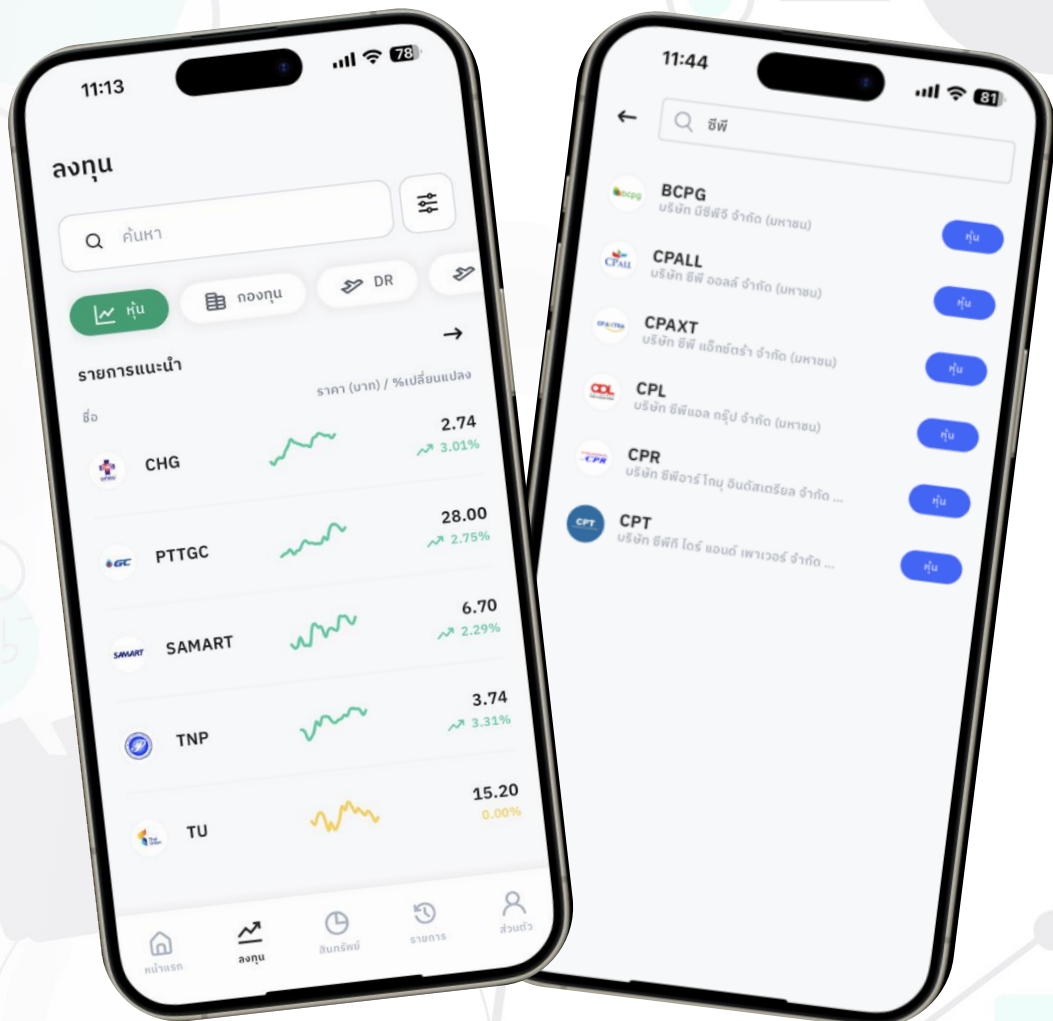 11:13
78
ลงทุน
ค้นหา
หุ้น
กองทุน
DR
รายการแนะนำ
ชื่อ
ราคา (บาท) / %เปลี่ยนแปลง
CHG
2.74
3.01%
GC
PTTGC
28.00
2.75%
SAMART
SAMART
6.70
2.29%
TNP
3.74
3.31%
TU
15.20
0.00%
หน้าแรก
ลงทุน
สินทรัพย์
รายการ
ส่วนตัว
11:44
81
ซีพี
bcpg
BCPG
บริษัท บีซีพีจี จำกัด (มหาชน)
หุ้น
CPALL
CPALL
บริษัท ซีพี ออลล์ จำกัด (มหาชน)
หุ้น
CPAXT
บริษัท ซีพี แอ็กซ์ตร้า จำกัด (มหาชน)
หุ้น
CPL
บริษัท ซีพีแอล กรุ๊ป จำกัด (มหาชน)
หุ้น
CPR
CPR
บริษัท ซีพีอาร์ โกมุ อินดัสเตรียล จำกัด ...
หุ้น
CPT
CPT
บริษัท ซีพีที ไดร์ แอนด์ เพาเวอร์ จำกัด ...
หุ้น